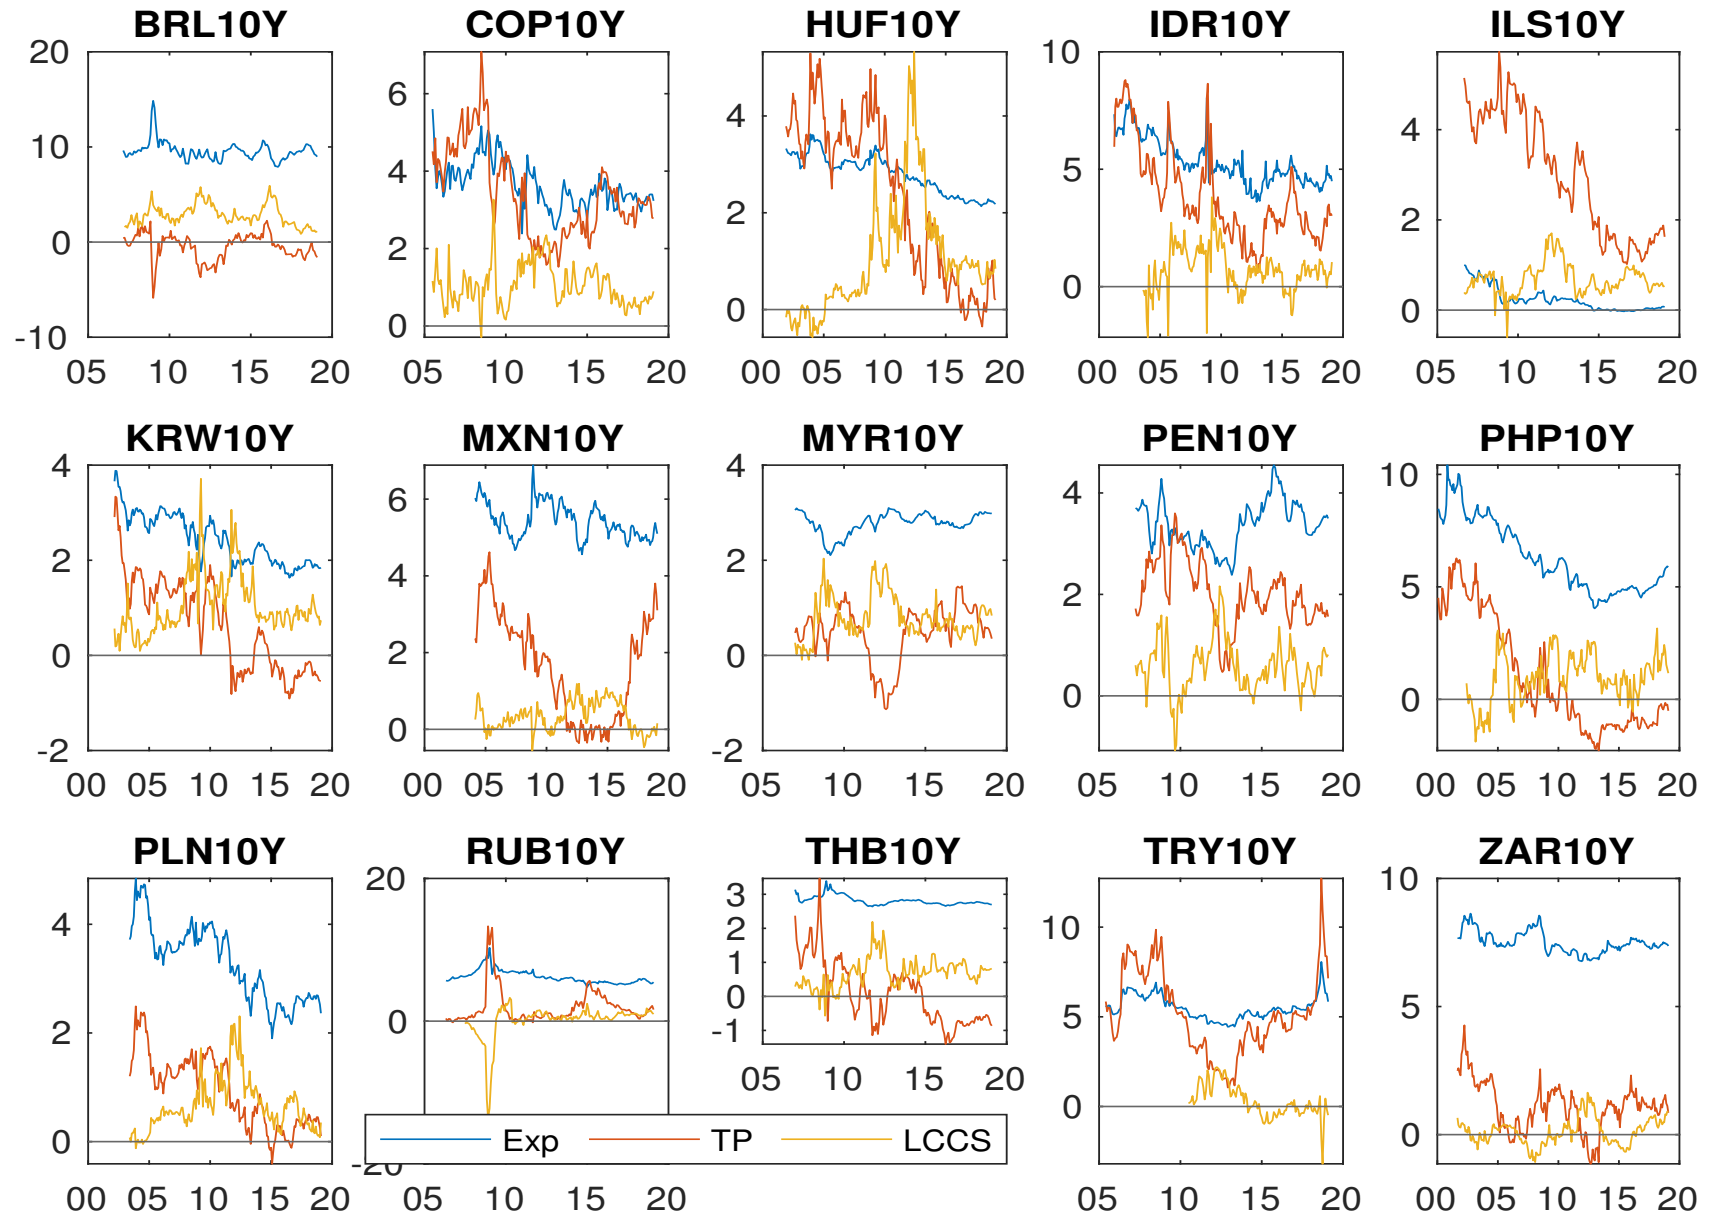 BRL10Y COP10Y HUF10Y IDR10Y ILS10Y
20 10 0 -10
05 10 15 20
6 4 2 0
05 10 15 20
4 2 0
00 05 10 15 20
10 5 0
00 05 10 15 20
4 2 0
05 10 15 20
KRW10Y MXN10Y MYR10Y PEN10Y PHP10Y
4 2 0 -2
00 05 10 15 20
6 4 2 0
00 05 10 15 20
4 2 0 -2
05 10 15 20
4 2 0
05 10 15 20
10 5 0
00 05 10 15 20
PLN10Y RUB10Y THB10Y TRY10Y ZAR10Y
4 2 0
00 05 10 15 20
20 0 -20
05 10 15 20
3 2 1 0 -1
05 10 15 20
10 5 0
05 10 15 20
10 5 0
00 05 10 15 20
Exp TP LCCS